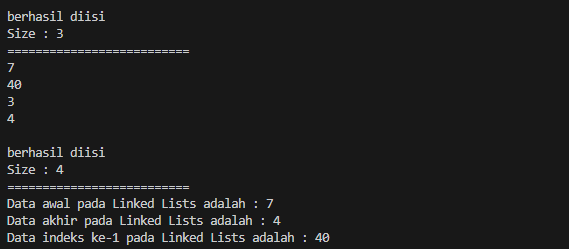 berhasil diisi
Size : 3
==========================
7
40
3
4
berhasil diisi
Size : 4
==========================
Data awal pada Linked Lists adalah : 7
Data akhir pada Linked Lists adalah : 4
Data indeks ke-1 pada Linked Lists adalah : 40